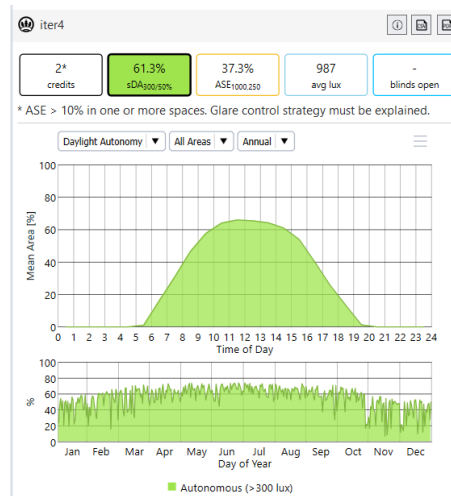 iter4
2*
credits
61.3%
sDA300/50%
37.3%
ASE1000,250
987
avg lux
-
blinds open
* ASE > 10% in one or more spaces. Glare control strategy must be explained.
Daylight Autonomy ▼ All Areas ▼ Annual ▼
Mean Area [%]
100
80
60
40
20
0
0 1 2 3 4 5 6 7 8 9 10 11 12 13 14 15 16 17 18 19 20 21 22 23 24
Time of Day
%
100
80
60
40
20
0
Jan Feb Mar Apr May Jun Jul Aug Sep Oct Nov Dec
Day of Year
Autonomous (>300 lux)